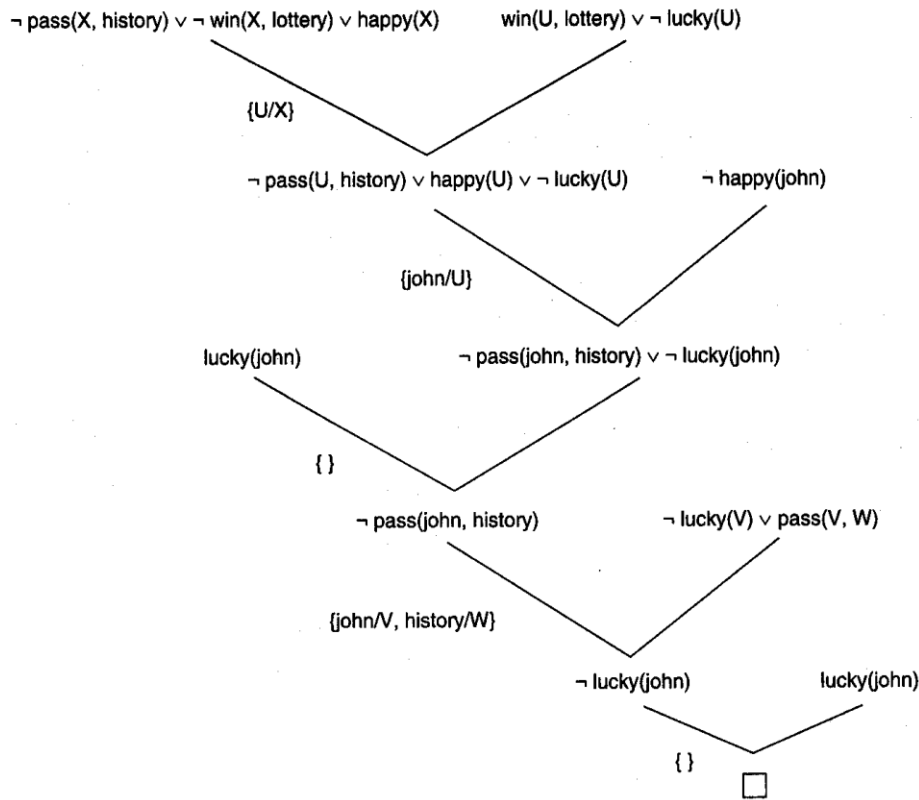 ¬ pass(X, history) ∨ ¬ win(X, lottery) ∨ happy(X) win(U, lottery) ∨ ¬ lucky(U)
{U/X}
¬ pass(U, history) ∨ happy(U) ∨ ¬ lucky(U) ¬ happy(john)
{john/U}
lucky(john) ¬ pass(john, history) ∨ ¬ lucky(john)
{ }
¬ pass(john, history) ¬ lucky(V) ∨ pass(V, W)
{john/V, history/W}
¬ lucky(john) lucky(john)
{ }